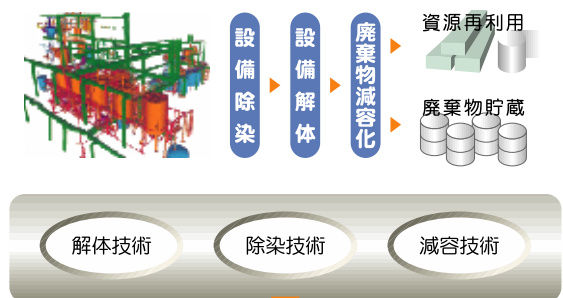 設備除染
設備解体
廃棄物減容化
資源再利用
廃棄物貯蔵
解体技術
除染技術
減容技術